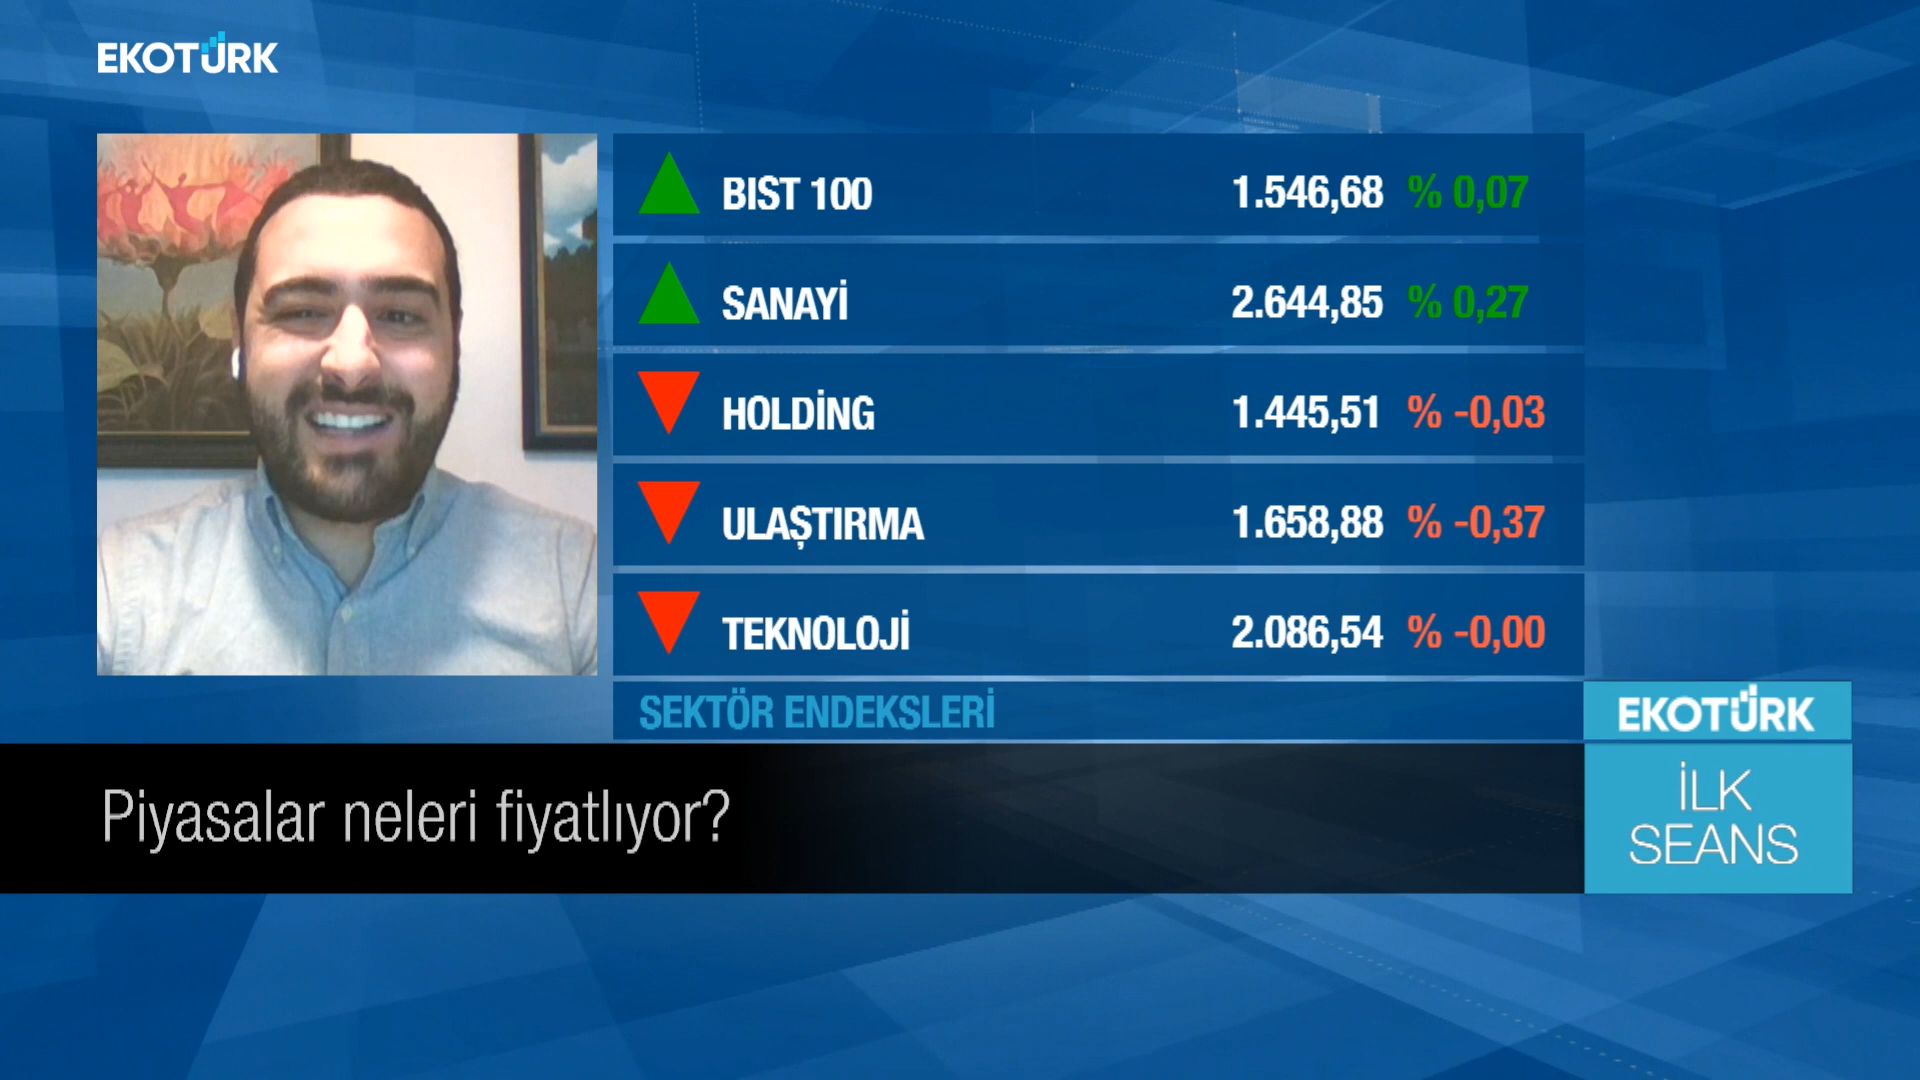 EKOTÜRK
BIST 100 1.546,68 % 0,07
SANAYİ 2.644,85 % 0,27
HOLDİNG 1.445,51 % -0,03
ULAŞTIRMA 1.658,88 % -0,37
TEKNOLOJİ 2.086,54 % -0,00
SEKTÖR ENDEKSLERİ
EKOTÜRK
Piyasalar neleri fiyatlıyor?
İLK
SEANS